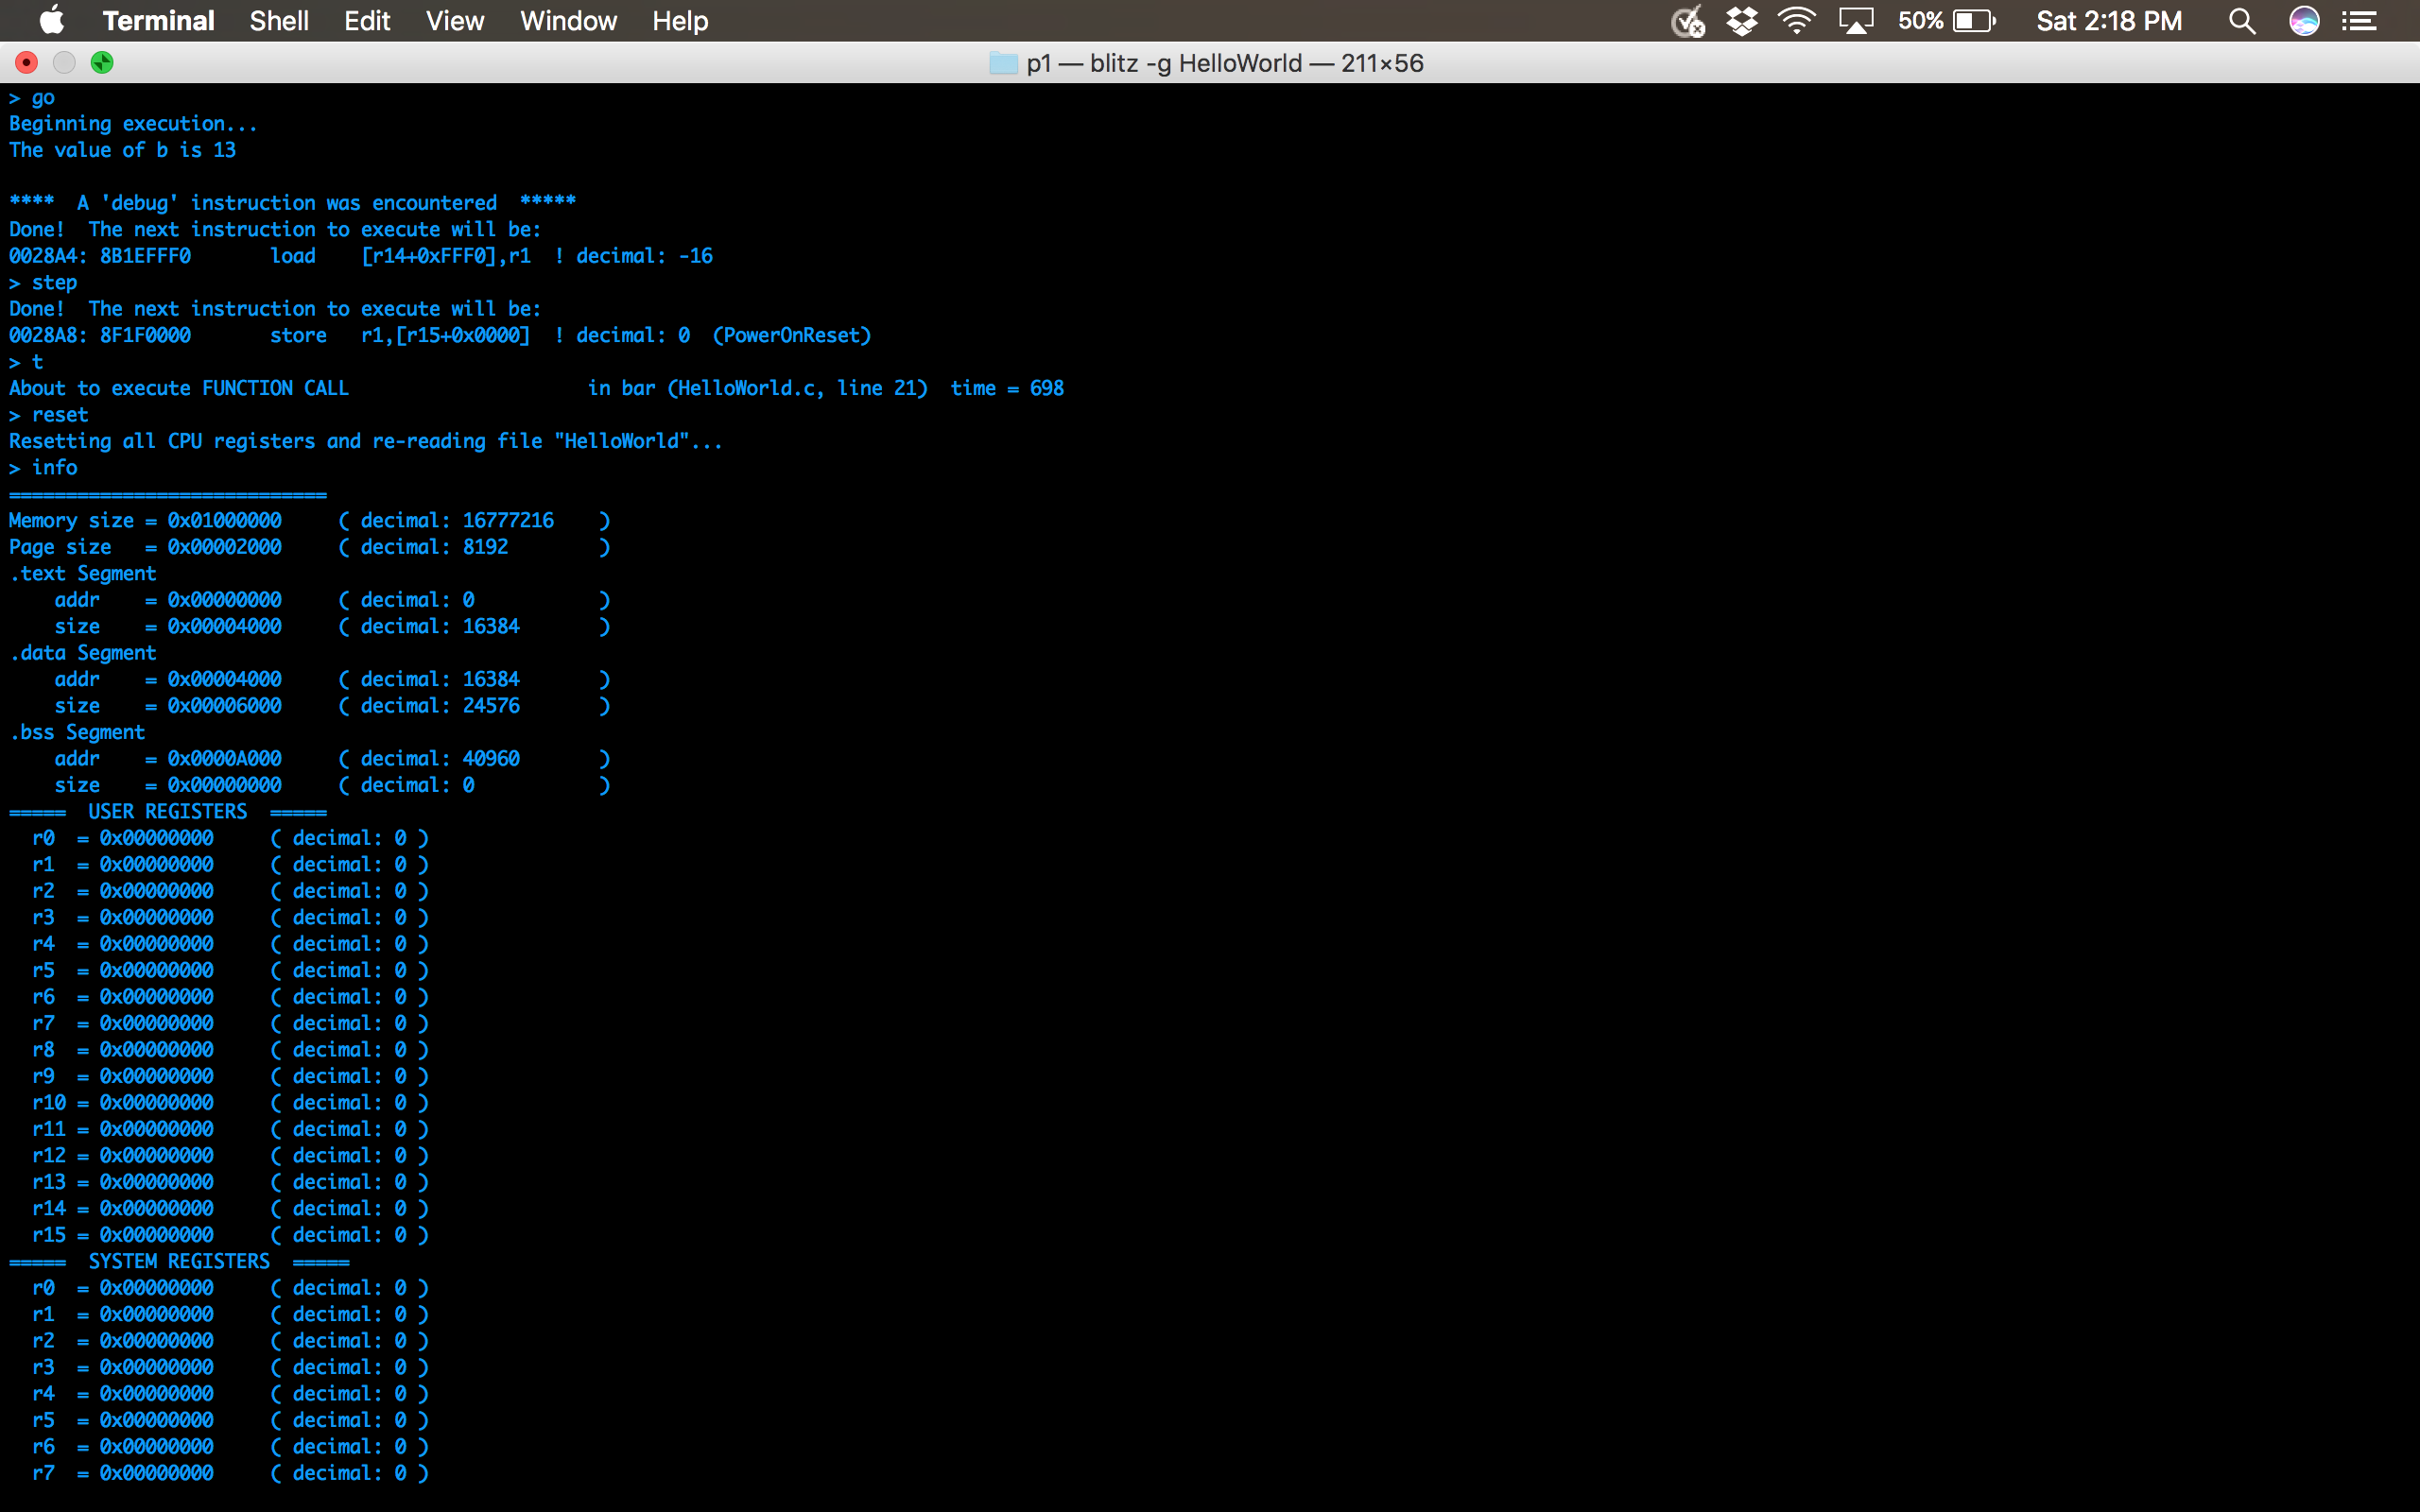 Terminal Shell Edit View Window Help 50% Sat 2:18 PM
p1 — blitz -g HelloWorld — 211×56
> go
Beginning execution...
The value of b is 13
**** A 'debug' instruction was encountered *****
Done! The next instruction to execute will be:
0028A4: 8B1EFFF0 load [r14+0xFFF0],r1 ! decimal: -16
> step
Done! The next instruction to execute will be:
0028A8: 8F1F0000 store r1,[r15+0x0000] ! decimal: 0 (PowerOnReset)
> t
About to execute FUNCTION CALL in bar (HelloWorld.c, line 21) time = 698
> reset
Resetting all CPU registers and re-reading file "HelloWorld"...
> info
============================
Memory size = 0x01000000 ( decimal: 16777216 )
Page size = 0x00002000 ( decimal: 8192 )
.text Segment
addr = 0x00000000 ( decimal: 0 )
size = 0x00004000 ( decimal: 16384 )
.data Segment
addr = 0x00004000 ( decimal: 16384 )
size = 0x00006000 ( decimal: 24576 )
.bss Segment
addr = 0x0000A000 ( decimal: 40960 )
size = 0x00000000 ( decimal: 0 )
===== USER REGISTERS =====
r0 = 0x00000000 ( decimal: 0 )
r1 = 0x00000000 ( decimal: 0 )
r2 = 0x00000000 ( decimal: 0 )
r3 = 0x00000000 ( decimal: 0 )
r4 = 0x00000000 ( decimal: 0 )
r5 = 0x00000000 ( decimal: 0 )
r6 = 0x00000000 ( decimal: 0 )
r7 = 0x00000000 ( decimal: 0 )
r8 = 0x00000000 ( decimal: 0 )
r9 = 0x00000000 ( decimal: 0 )
r10 = 0x00000000 ( decimal: 0 )
r11 = 0x00000000 ( decimal: 0 )
r12 = 0x00000000 ( decimal: 0 )
r13 = 0x00000000 ( decimal: 0 )
r14 = 0x00000000 ( decimal: 0 )
r15 = 0x00000000 ( decimal: 0 )
===== SYSTEM REGISTERS =====
r0 = 0x00000000 ( decimal: 0 )
r1 = 0x00000000 ( decimal: 0 )
r2 = 0x00000000 ( decimal: 0 )
r3 = 0x00000000 ( decimal: 0 )
r4 = 0x00000000 ( decimal: 0 )
r5 = 0x00000000 ( decimal: 0 )
r6 = 0x00000000 ( decimal: 0 )
r7 = 0x00000000 ( decimal: 0 )